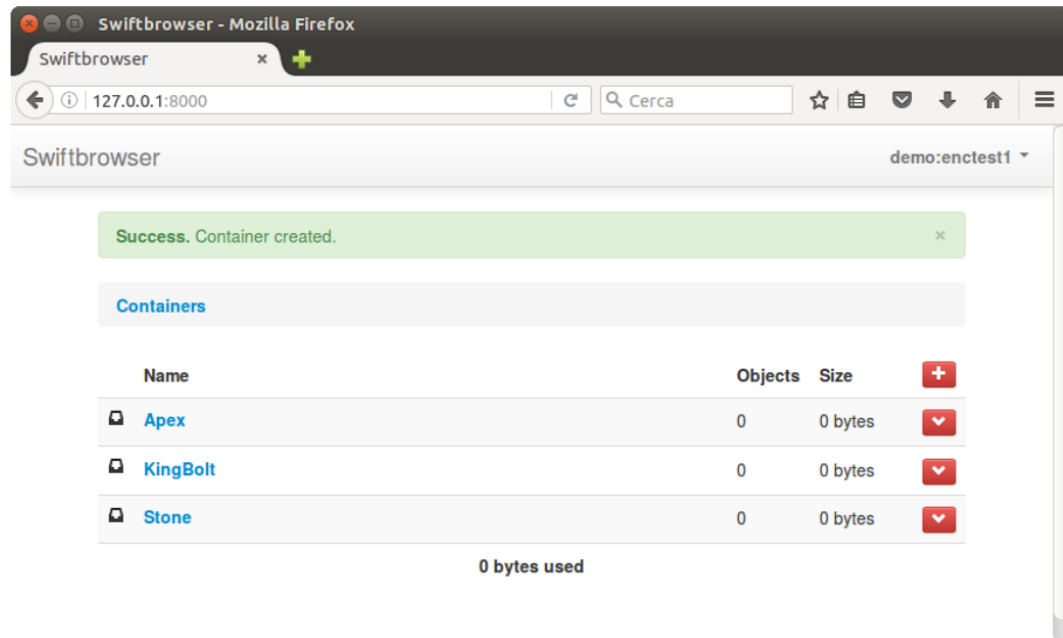 Swiftbrowser - Mozilla Firefox
Swiftbrowser
127.0.0.1:8000 Cerca
Swiftbrowser demo:enctest1
Success. Container created.
Containers
Name Objects Size
Apex 0 0 bytes
KingBolt 0 0 bytes
Stone 0 0 bytes
0 bytes used